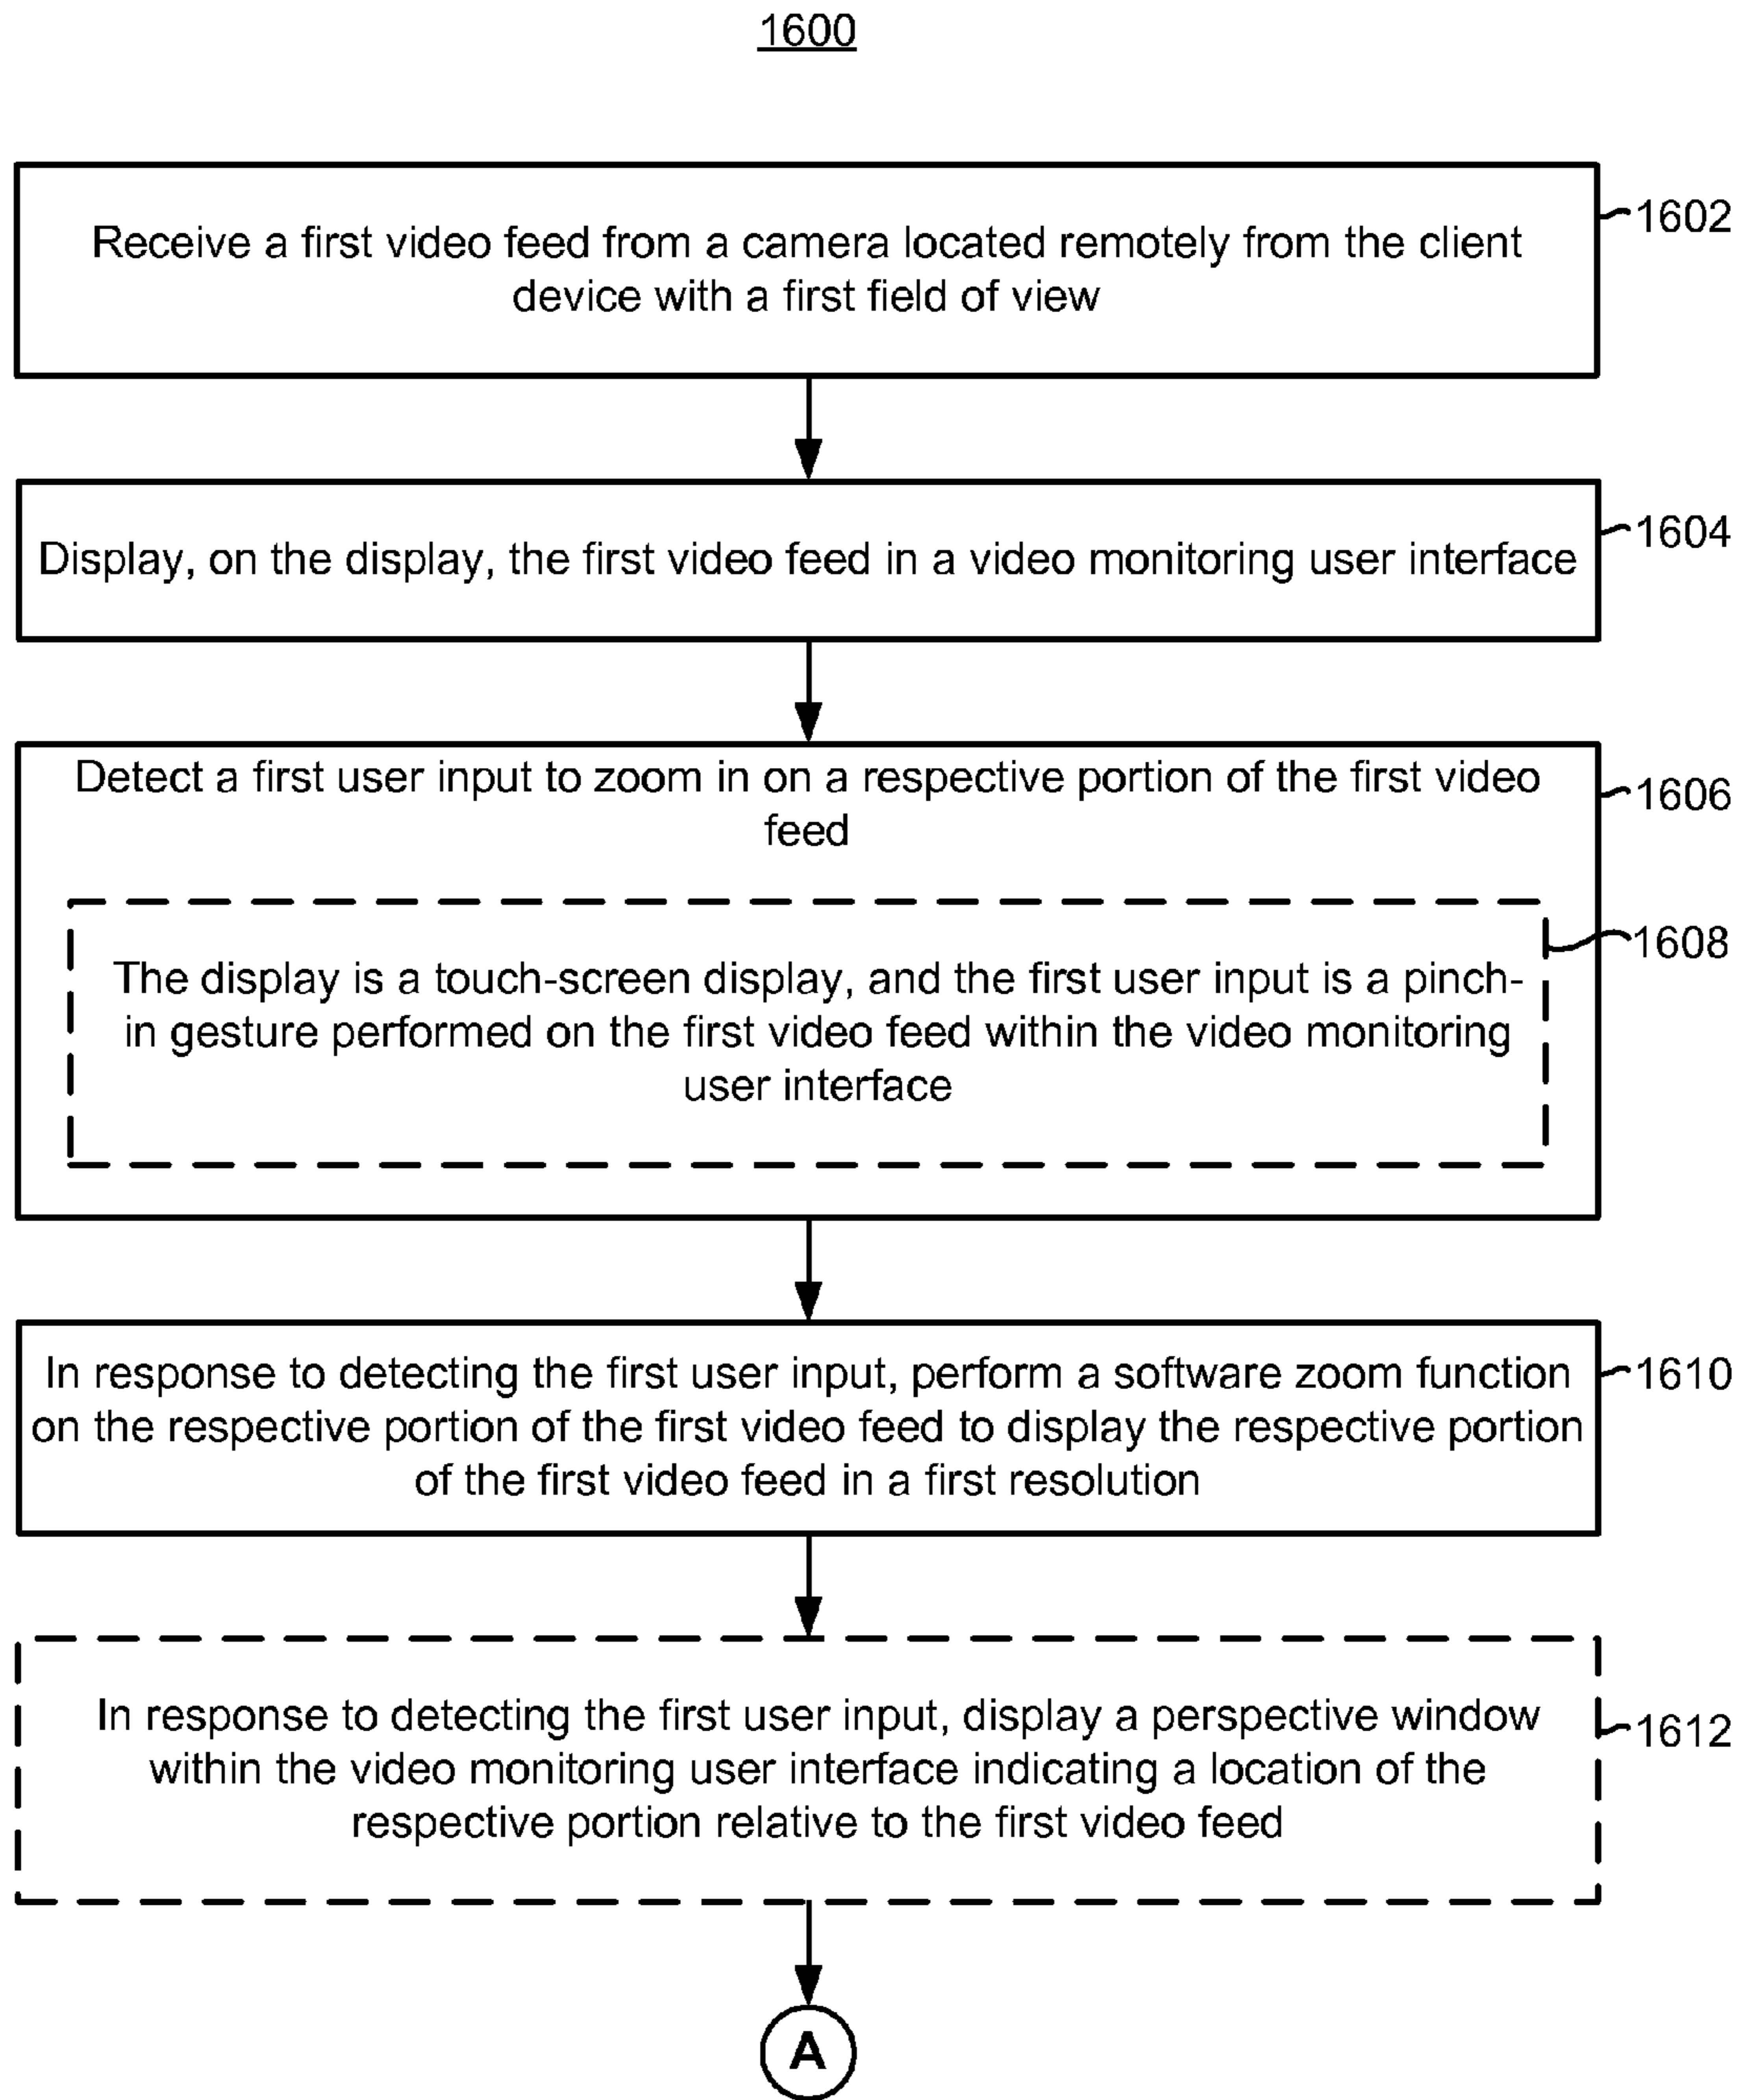 1600
Receive a first video feed from a camera located remotely from the client
device with a first field of view
1602
Display, on the display, the first video feed in a video monitoring user interface
1604
Detect a first user input to zoom in on a respective portion of the first video
feed
1606
The display is a touch-screen display, and the first user input is a pinch-
in gesture performed on the first video feed within the video monitoring
user interface
1608
In response to detecting the first user input, perform a software zoom function
on the respective portion of the first video feed to display the respective portion
of the first video feed in a first resolution
1610
In response to detecting the first user input, display a perspective window
within the video monitoring user interface indicating a location of the
respective portion relative to the first video feed
1612
A